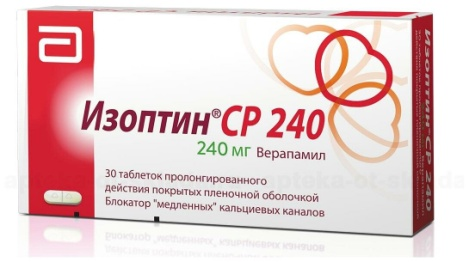 Изоптин® СР 240
240 мг Верапамил
30 таблеток пролонгированного
действия покрытых пленочной оболочкой
Блокатор "медленных" кальциевых каналов
Изоптин® СР 240